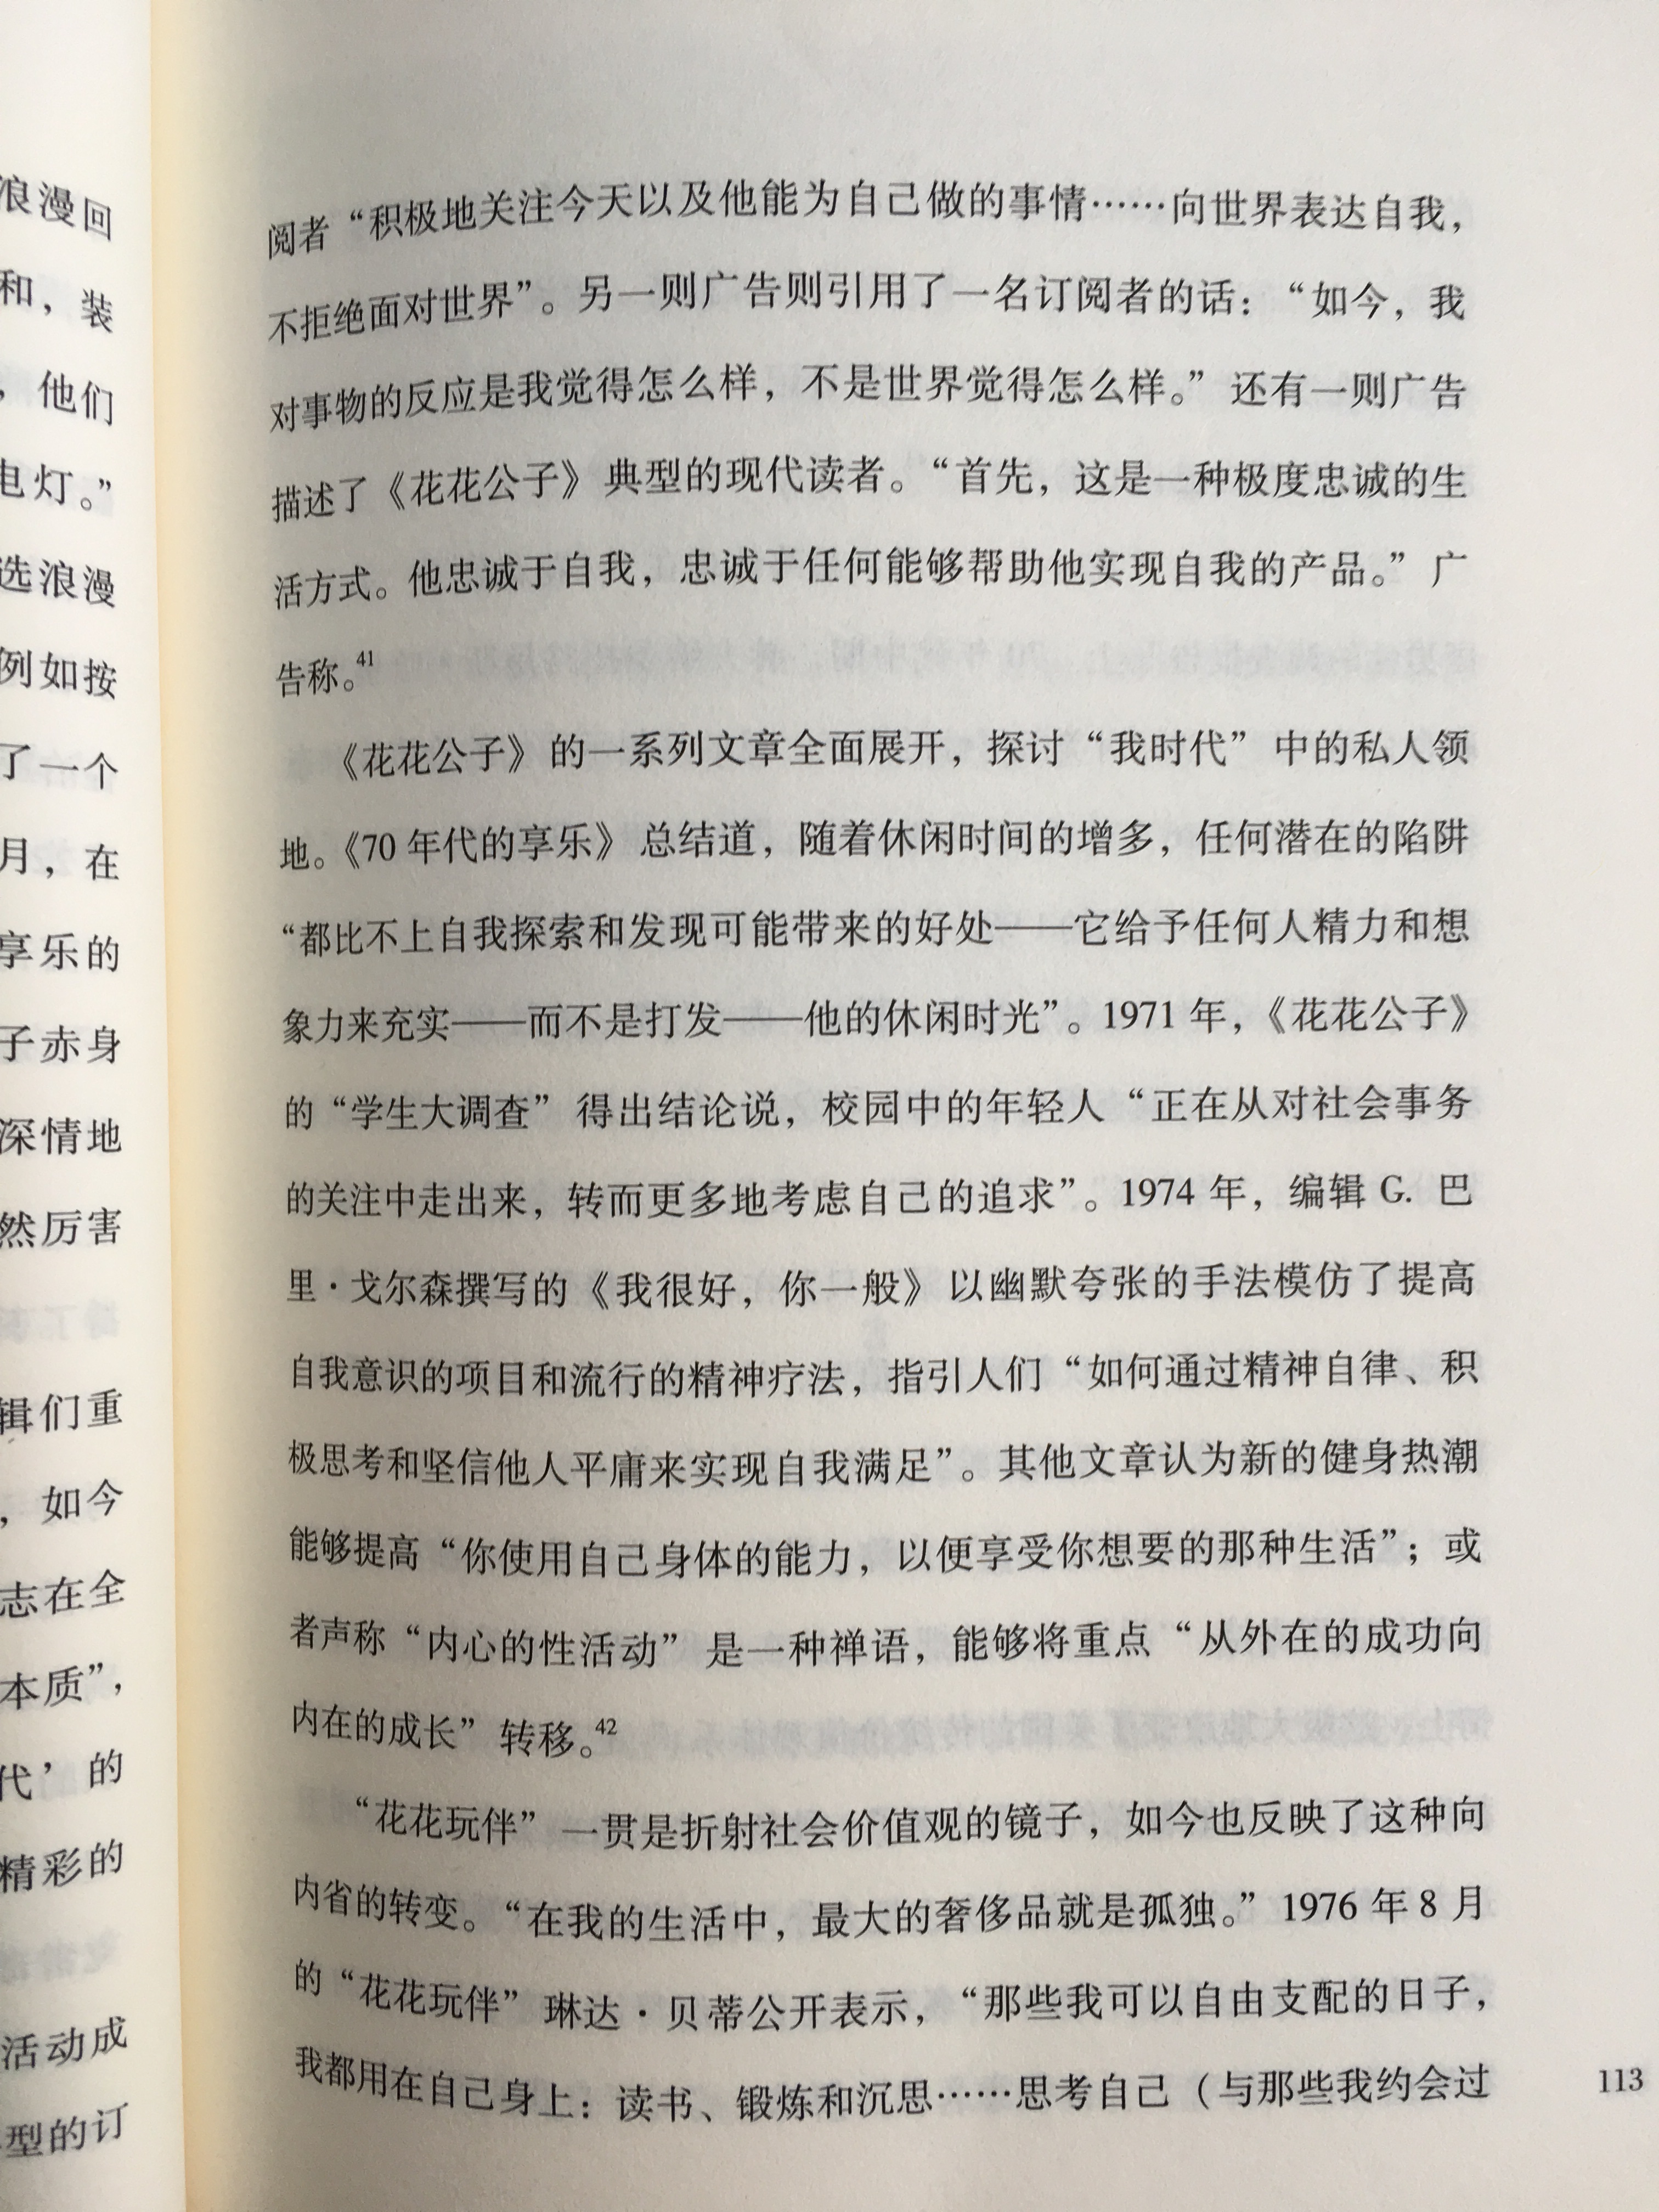 浪漫回
和，装
，他们
电灯。”
选浪漫
例如按
了一个
月，在
享乐的
子赤身
深情地
然厉害
辑们重
，如今
志在全
本质”，
代’的
精彩的
活动成
型的订
阅者“积极地关注今天以及他能为自己做的事情……向世界表达自我，
不拒绝面对世界”。另一则广告则引用了一名订阅者的话：“如今，我
对事物的反应是我觉得怎么样，不是世界觉得怎么样。”还有一则广告
描述了《花花公子》典型的现代读者。“首先，这是一种极度忠诚的生
活方式。他忠诚于自我，忠诚于任何能够帮助他实现自我的产品。”广
告称。41
《花花公子》的一系列文章全面展开，探讨“我时代”中的私人领
地。《70年代的享乐》总结道，随着休闲时间的增多，任何潜在的陷阱
“都比不上自我探索和发现可能带来的好处——它给予任何人精力和想
象力来充实——而不是打发——他的休闲时光”。1971年，《花花公子》
的“学生大调查”得出结论说，校园中的年轻人“正在从对社会事务
的关注中走出来，转而更多地考虑自己的追求”。1974年，编辑G. 巴
里·戈尔森撰写的《我很好，你一般》以幽默夸张的手法模仿了提高
自我意识的项目和流行的精神疗法，指引人们“如何通过精神自律、积
极思考和坚信他人平庸来实现自我满足”。其他文章认为新的健身热潮
能够提高“你使用自己身体的能力，以便享受你想要的那种生活”；或
者声称“内心的性活动”是一种禅语，能够将重点“从外在的成功向
内在的成长”转移。42
“花花玩伴”一贯是折射社会价值观的镜子，如今也反映了这种向
内省的转变。“在我的生活中，最大的奢侈品就是孤独。”1976年8月
的“花花玩伴”琳达·贝蒂公开表示，“那些我可以自由支配的日子，
我都用在自己身上：读书、锻炼和沉思……思考自己（与那些我约会过
113